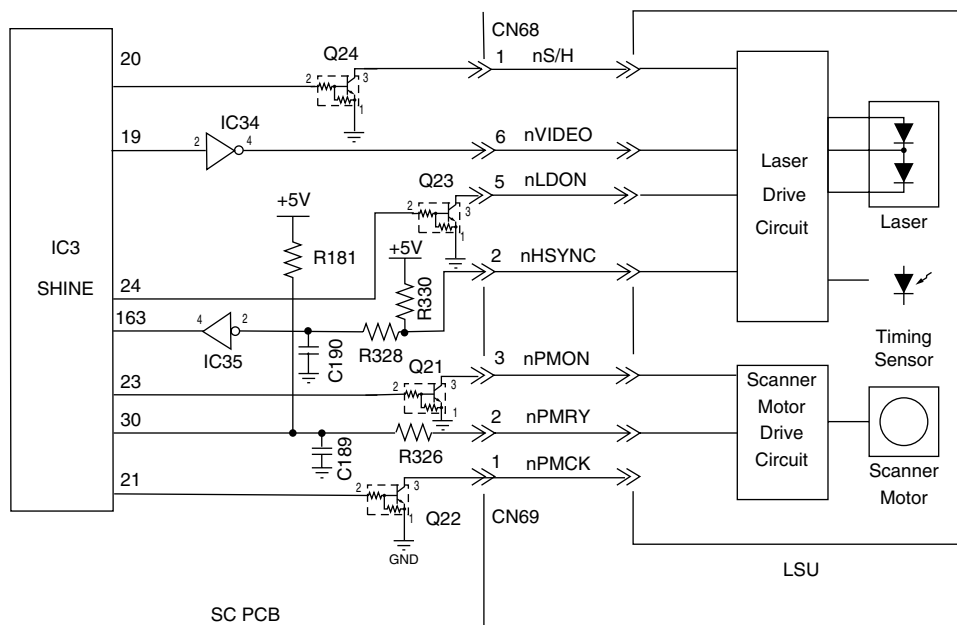 CN68
20
Q24
2
3
1
1
nS/H
IC34
19
2
4
6
nVIDEO
Q23
2
3
1
5
nLDON
+5V
+5V
R181
R330
2
nHSYNC
IC3
SHINE
24
163
4
2
IC35
C190
R328
Laser
Drive
Circuit
Laser
Timing
Sensor
Q21
2
3
1
3
nPMON
23
30
C189
R326
2
nPMRY
Scanner
Motor
Drive
Circuit
Scanner
Motor
21
2
3
1
Q22
GND
1
nPMCK
CN69
LSU
SC PCB